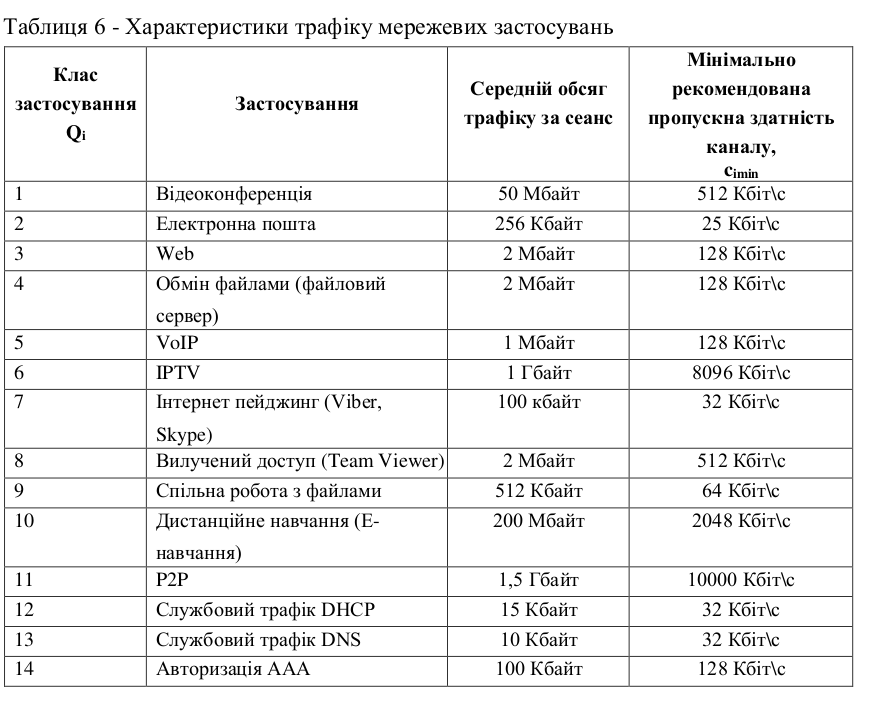 Таблиця 6 - Характеристики трафіку мережевих застосувань
Клас застосування Qi | Застосування | Середній обсяг трафіку за сеанс | Мінімально рекомендована пропускна здатність каналу, cimin
1 | Відеоконференція | 50 Мбайт | 512 Кбіт\с
2 | Електронна пошта | 256 Кбайт | 25 Кбіт\с
3 | Web | 2 Мбайт | 128 Кбіт\с
4 | Обмін файлами (файловий сервер) | 2 Мбайт | 128 Кбіт\с
5 | VoIP | 1 Мбайт | 128 Кбіт\с
6 | IPTV | 1 Гбайт | 8096 Кбіт\с
7 | Інтернет пейджинг (Viber, Skype) | 100 кбайт | 32 Кбіт\с
8 | Вилучений доступ (Team Viewer) | 2 Мбайт | 512 Кбіт\с
9 | Спільна робота з файлами | 512 Кбайт | 64 Кбіт\с
10 | Дистанційне навчання (E-навчання) | 200 Мбайт | 2048 Кбіт\с
11 | P2P | 1,5 Гбайт | 10000 Кбіт\с
12 | Службовий трафік DHCP | 15 Кбайт | 32 Кбіт\с
13 | Службовий трафік DNS | 10 Кбайт | 32 Кбіт\с
14 | Авторизація AAA | 100 Кбайт | 128 Кбіт\с